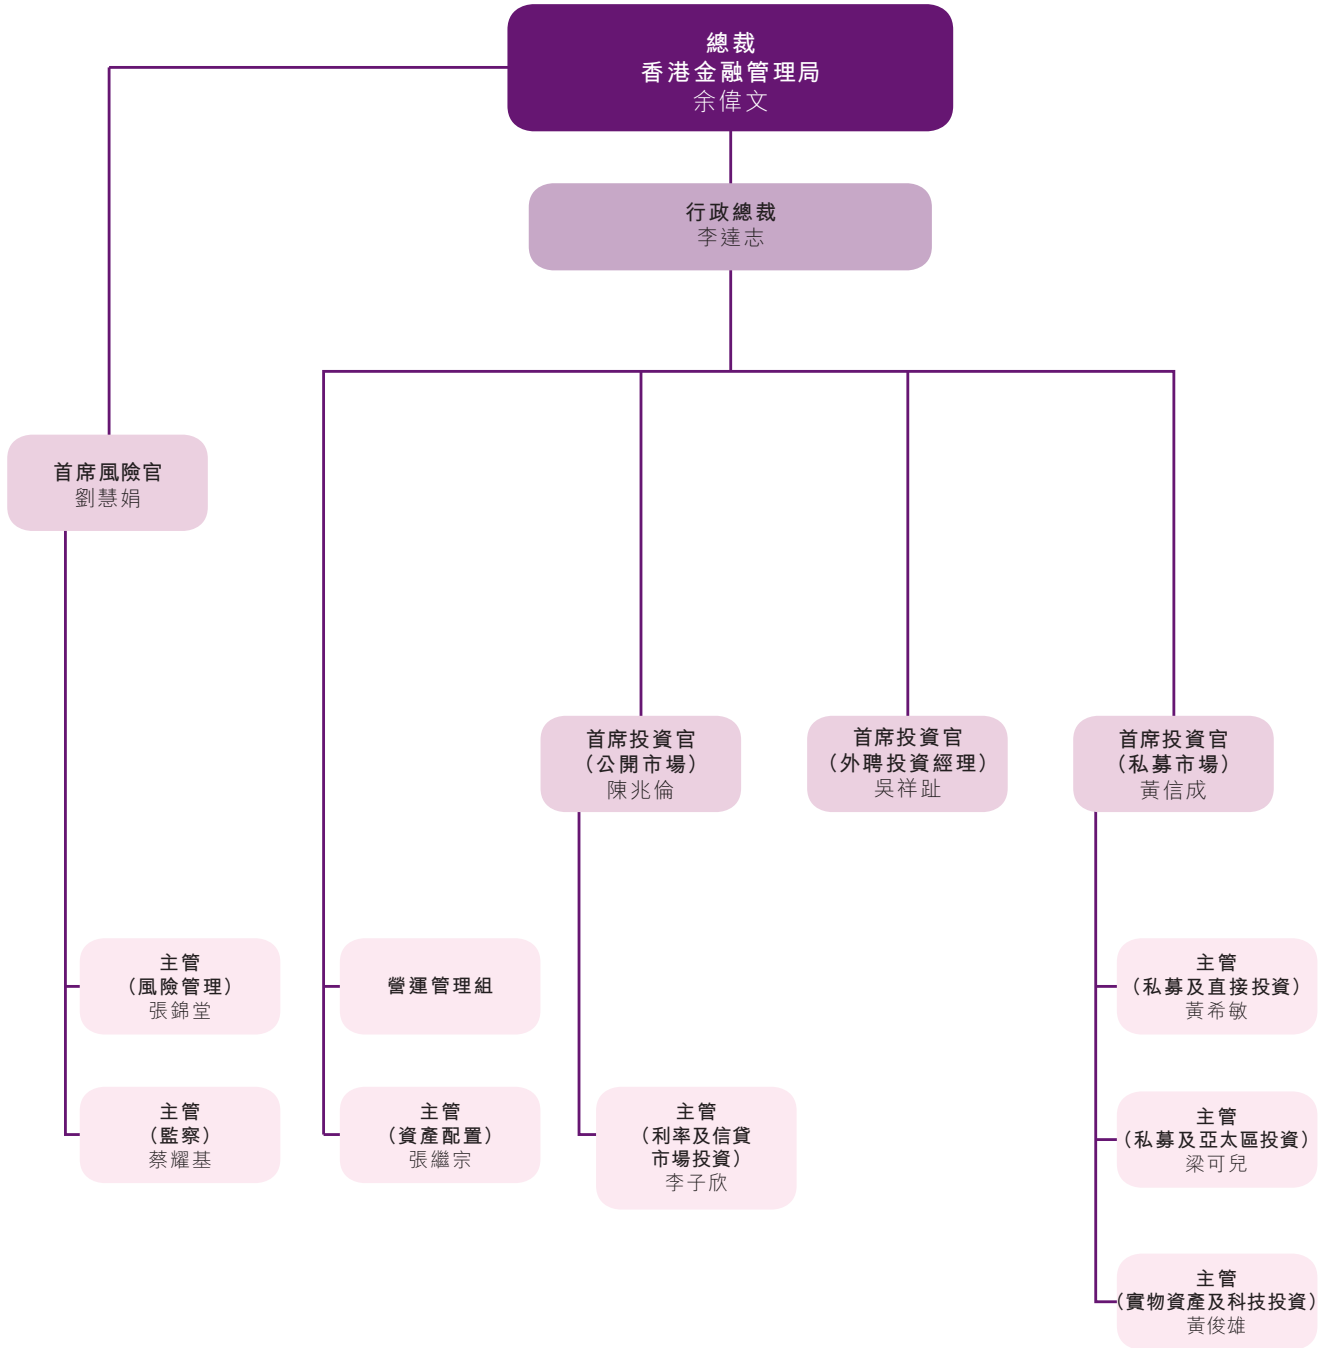 總裁
香港金融管理局
余偉文
行政總裁
李達志
首席風險官
劉慧娟
首席投資官
（公開市場）
陳兆倫
首席投資官
（外聘投資經理）
吳祥趾
首席投資官
（私募市場）
黃信成
主管
（風險管理）
張錦堂
營運管理組
主管
（私募及直接投資）
黃希敏
主管
（監察）
蔡耀基
主管
（資產配置）
張繼宗
主管
（利率及信貸
市場投資）
李子欣
主管
（私募及亞太區投資）
梁可兒
主管
（實物資產及科技投資）
黃俊雄